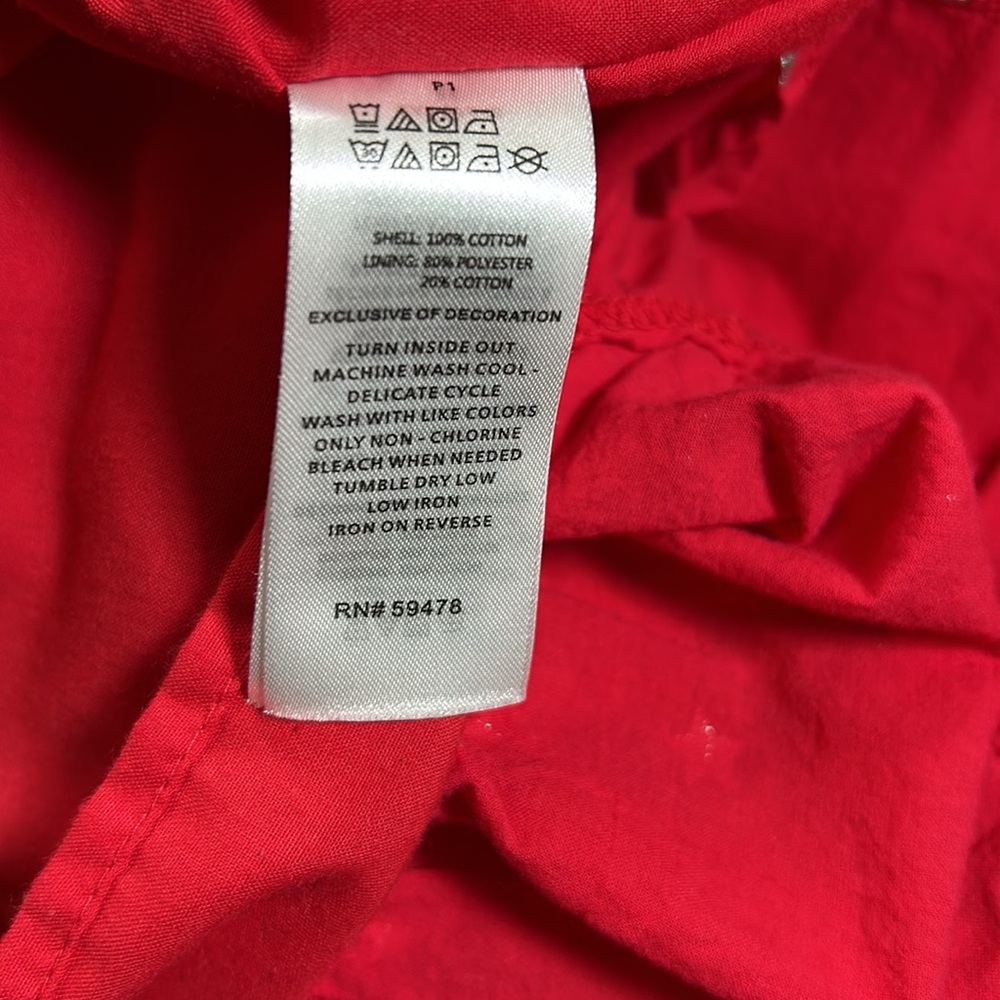 P1
30
SHELL: 100% COTTON
LINING: 80% POLYESTER
20% COTTON
EXCLUSIVE OF DECORATION
TURN INSIDE OUT
MACHINE WASH COOL -
DELICATE CYCLE
WASH WITH LIKE COLORS
ONLY NON - CHLORINE
BLEACH WHEN NEEDED
TUMBLE DRY LOW
LOW IRON
IRON ON REVERSE
RN# 59478